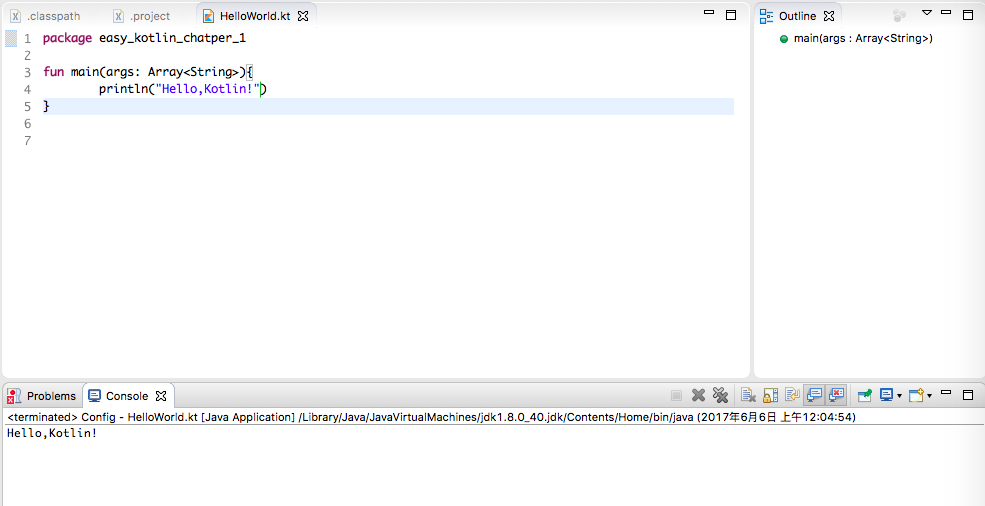 .classpath
.project
HelloWorld.kt
1 package easy_kotlin_chatper_1
2
3 fun main(args: Array<String>){
4 println("Hello,Kotlin!")
5 }
6
7
Outline
main(args : Array<String>)
Problems
Console
<terminated> Config - HelloWorld.kt [Java Application] /Library/Java/JavaVirtualMachines/jdk1.8.0_40.jdk/Contents/Home/bin/java (2017年6月6日 上午12:04:54)
Hello,Kotlin!